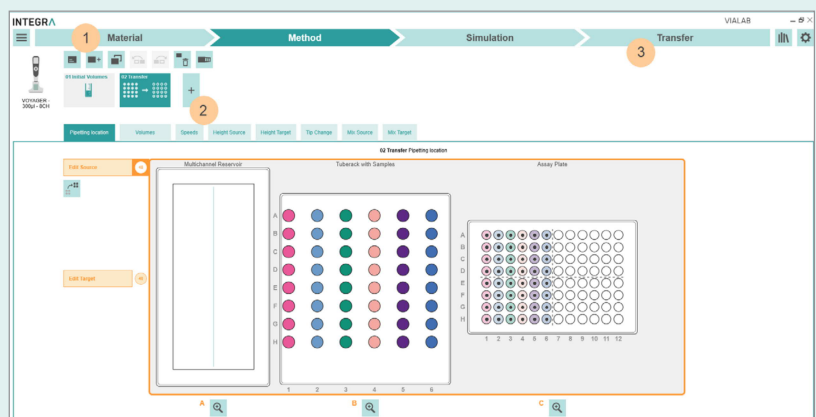 INTEGRA
VIALAB
Material
Method
Simulation
Transfer
1
2
3
01 Initial Volumes
02 Transfer
VOYAGER -
300µl - 8CH
Pipetting location
Volumes
Speeds
Height Source
Height Target
Tip Change
Mix Source
Mix Target
02 Transfer Pipetting location
Edit Source
Edit Target
Multichannel Reservoir
Tuberack with Samples
Assay Plate
A
B
C
D
E
F
G
H
1 2 3 4 5 6
A
B
C
D
E
F
G
H
1 2 3 4 5 6 7 8 9 10 11 12
A
B
C